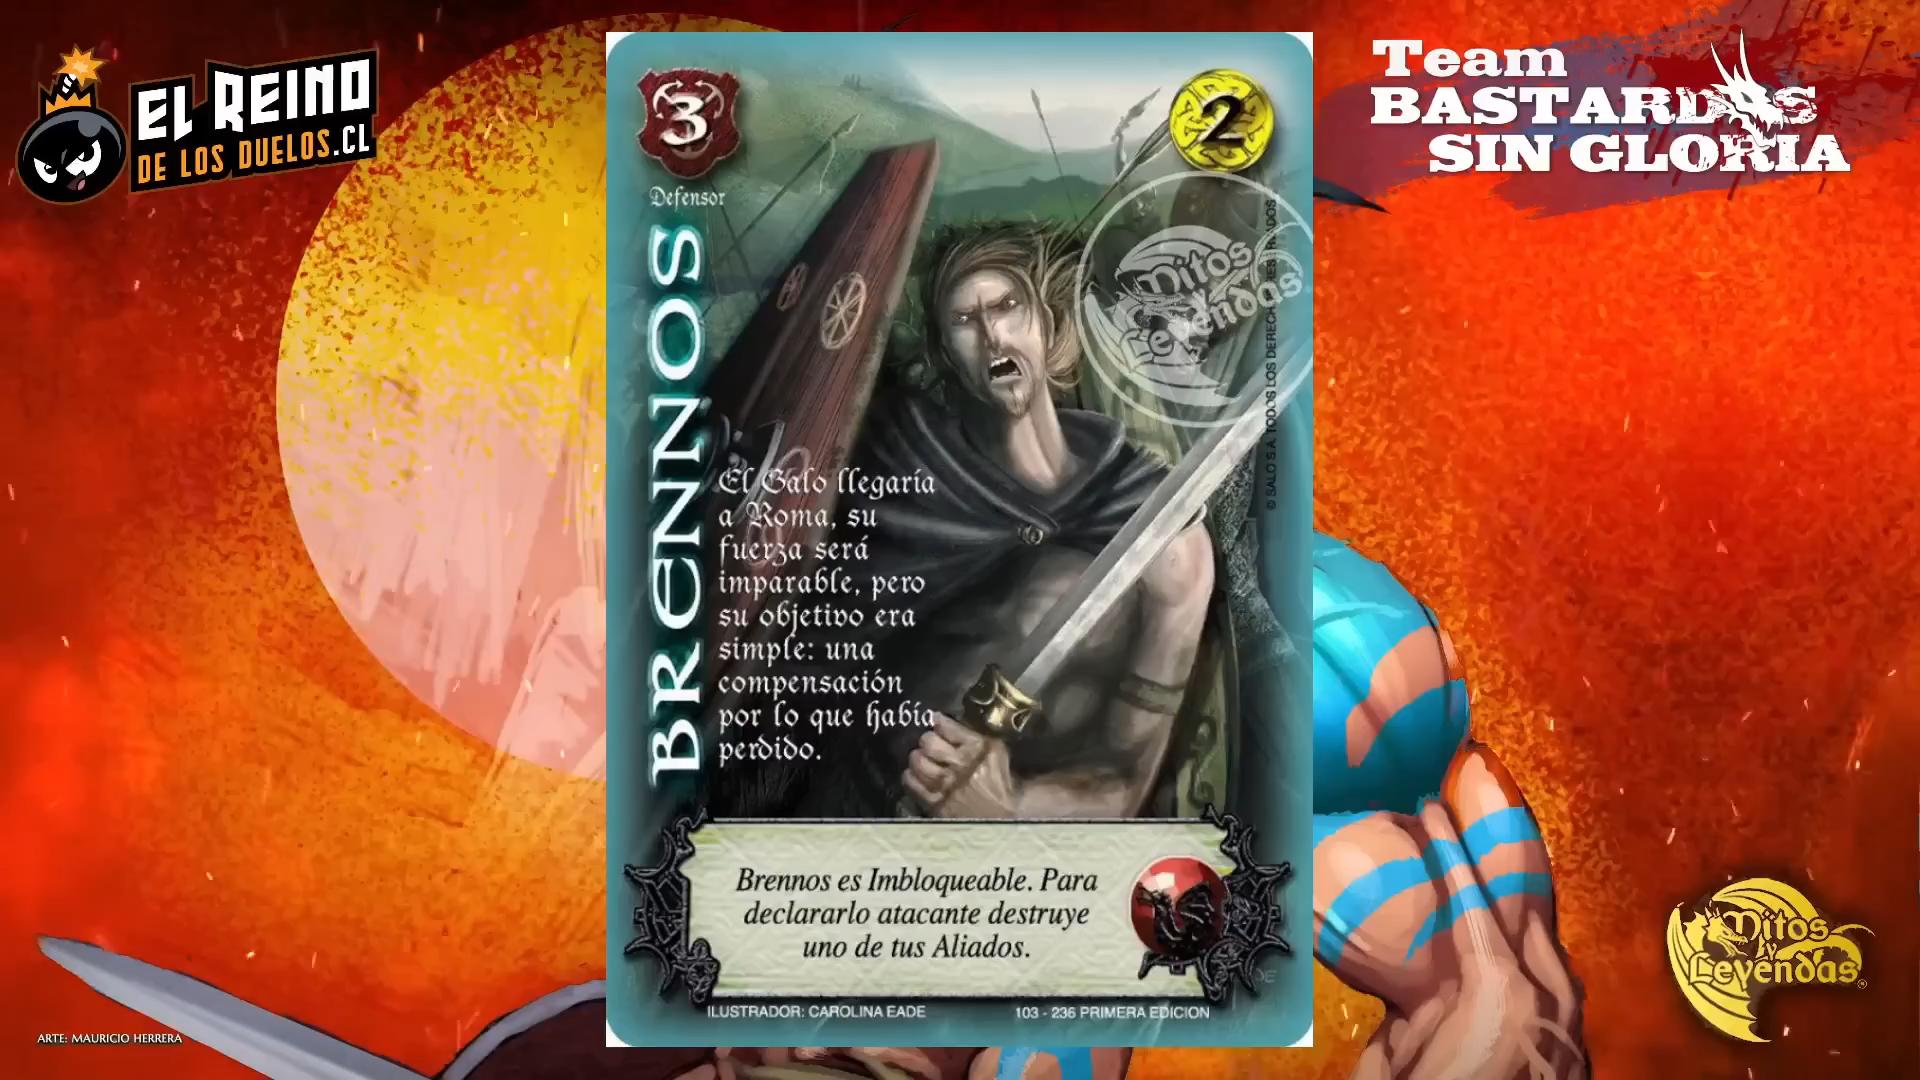 EL REINO
DE LOS DUELOS.CL
Team
BASTARDOS
SIN GLORIA
3
2
Defensor
BRENNOS
Mitos
y
Leyendas
© SALO S.A. TODOS LOS DERECHOS RESERVADOS
El Galo llegaría
a Roma, su
fuerza será
imparable, pero
su objetivo era
simple: una
compensación
por lo que había
perdido.
Brennos es Imbloqueable. Para
declararlo atacante destruye
uno de tus Aliados.
ILUSTRADOR: CAROLINA EADE
103 - 236 PRIMERA EDICION
ARTE: MAURICIO HERRERA
Mitos
y
Leyendas